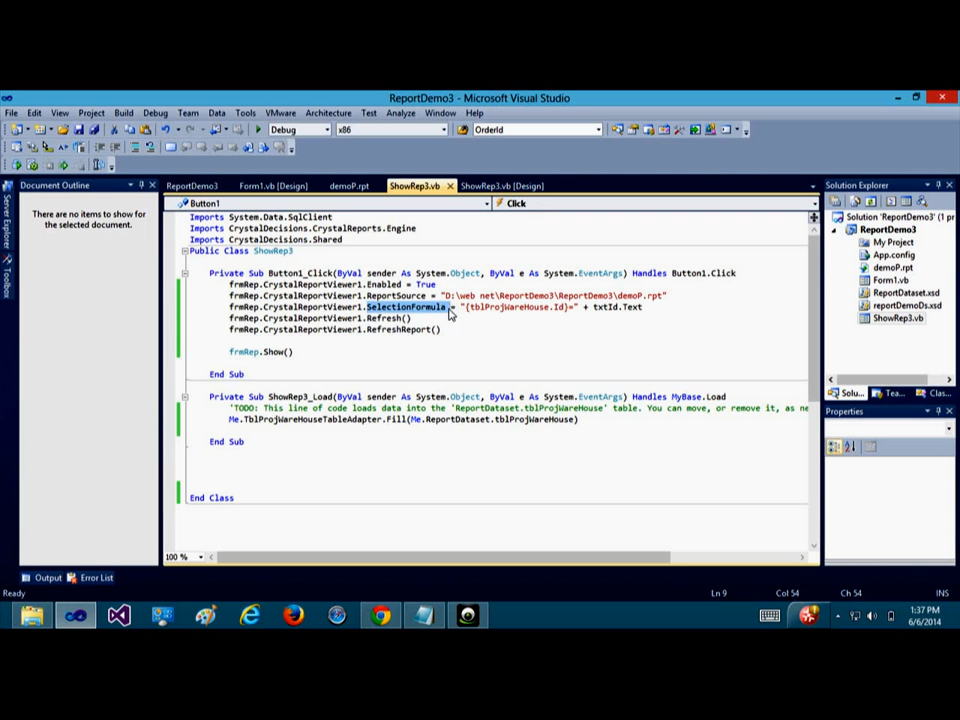 ReportDemo3 - Microsoft Visual Studio
File Edit View Project Build Debug Team Data Tools VMware Architecture Test Analyze Window Help
Debug x86 OrderId
Document Outline
There are no items to show for
the selected document.
Server Explorer
Toolbox
ReportDemo3 Form1.vb [Design] demoP.rpt ShowRep3.vb ShowRep3.vb [Design]
Button1 Click
Imports System.Data.SqlClient
Imports CrystalDecisions.CrystalReports.Engine
Imports CrystalDecisions.Shared
Public Class ShowRep3
Private Sub Button1_Click(ByVal sender As System.Object, ByVal e As System.EventArgs) Handles Button1.Click
frmRep.CrystalReportViewer1.Enabled = True
frmRep.CrystalReportViewer1.ReportSource = "D:\web net\ReportDemo3\ReportDemo3\demoP.rpt"
frmRep.CrystalReportViewer1.SelectionFormula = "{tblProjWareHouse.Id}=" + txtId.Text
frmRep.CrystalReportViewer1.Refresh()
frmRep.CrystalReportViewer1.RefreshReport()
frmRep.Show()
End Sub
Private Sub ShowRep3_Load(ByVal sender As System.Object, ByVal e As System.EventArgs) Handles MyBase.Load
'TODO: This line of code loads data into the 'ReportDataset.tblProjWareHouse' table. You can move, or remove it, as ne
Me.TblProjWareHouseTableAdapter.Fill(Me.ReportDataset.tblProjWareHouse)
End Sub
End Class
100 %
Solution Explorer
Solution 'ReportDemo3' (1 pr
ReportDemo3
My Project
App.config
demoP.rpt
Form1.vb
ReportDataset.xsd
reportDemoDs.xsd
ShowRep3.vb
Solu... Tea... Clas...
Properties
Output Error List
Ready Ln 9 Col 54 Ch 54 INS
1:37 PM
6/6/2014